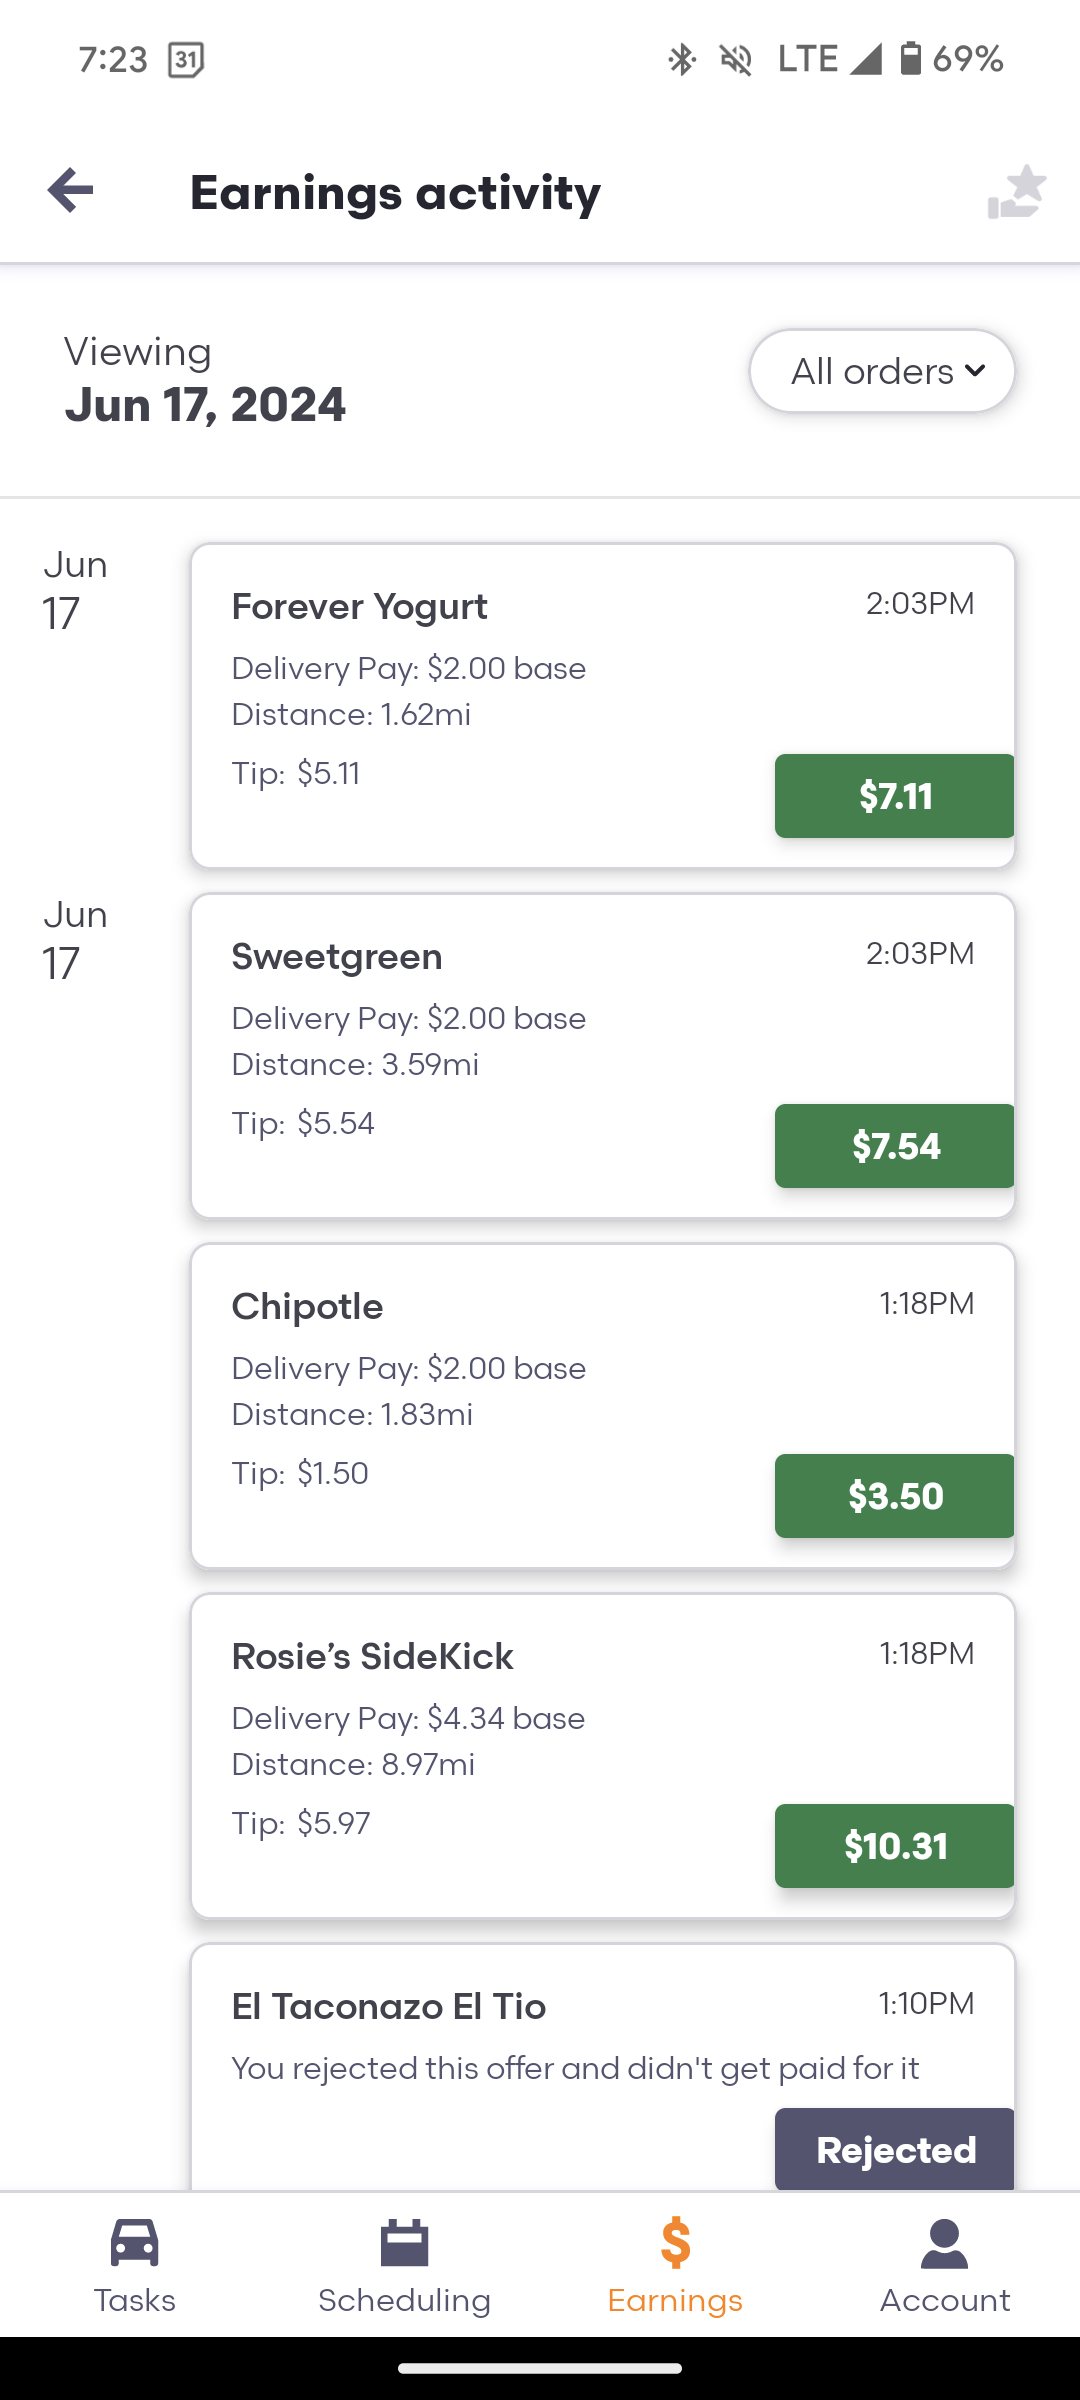 7:23 31 LTE 69%
Earnings activity
Viewing
Jun 17, 2024
All orders
Jun
17
Forever Yogurt 2:03PM
Delivery Pay: $2.00 base
Distance: 1.62mi
Tip: $5.11
$7.11
Jun
17
Sweetgreen 2:03PM
Delivery Pay: $2.00 base
Distance: 3.59mi
Tip: $5.54
$7.54
Chipotle 1:18PM
Delivery Pay: $2.00 base
Distance: 1.83mi
Tip: $1.50
$3.50
Rosie’s SideKick 1:18PM
Delivery Pay: $4.34 base
Distance: 8.97mi
Tip: $5.97
$10.31
El Taconazo El Tio 1:10PM
You rejected this offer and didn't get paid for it
Rejected
Tasks Scheduling Earnings Account